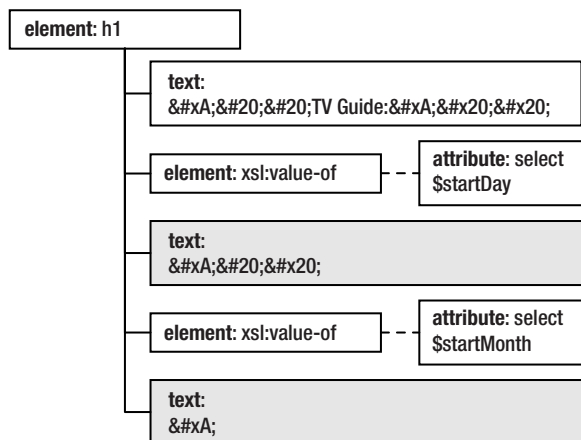 element: h1
text:
&#xA;&#20;&#20;TV Guide:&#xA;&#x20;&#x20;
element: xsl:value-of
attribute: select
$startDay
text:
&#xA;&#20;&#x20;
element: xsl:value-of
attribute: select
$startMonth
text:
&#xA;